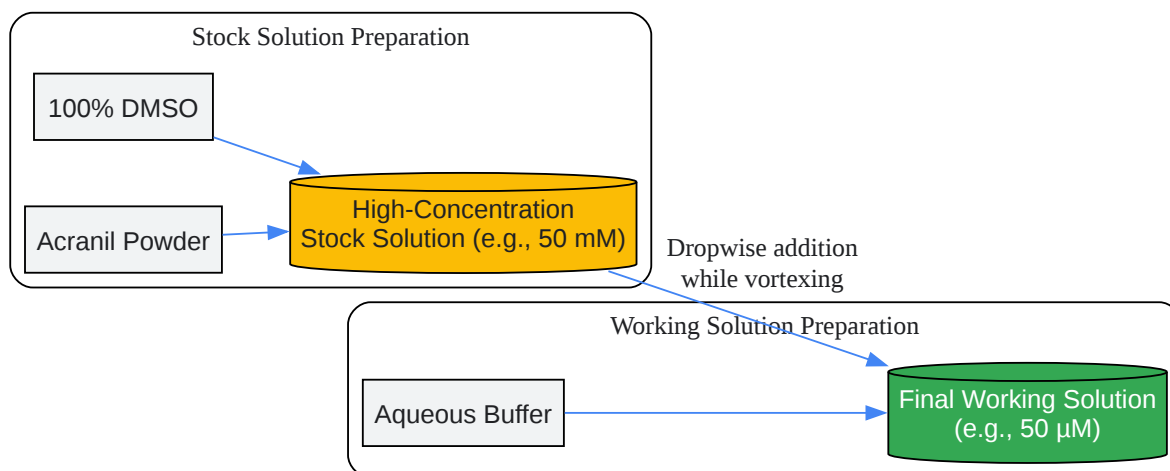 Stock Solution Preparation
100% DMSO
Acranil Powder
High-Concentration
Stock Solution (e.g., 50 mM)
Dropwise addition
while vortexing
Working Solution Preparation
Aqueous Buffer
Final Working Solution
(e.g., 50 µM)